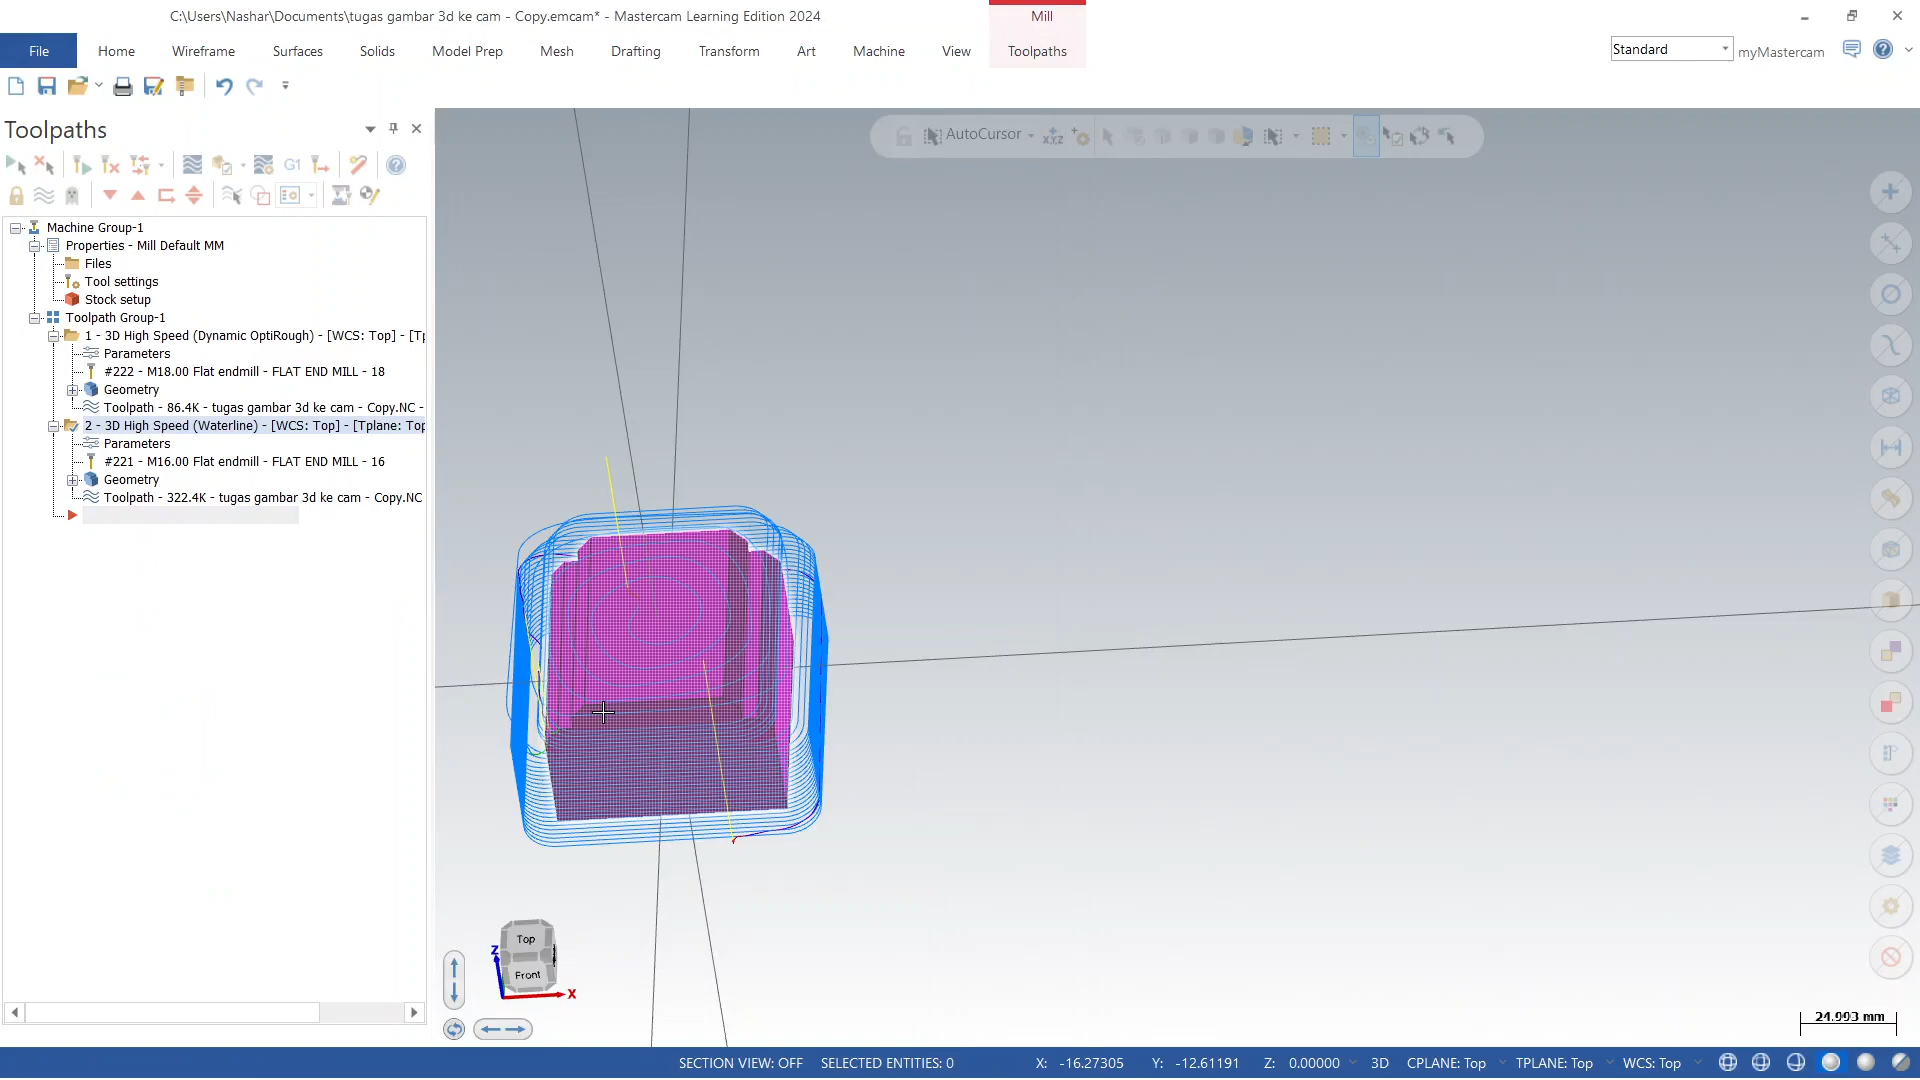 C:\Users\Nashar\Documents\tugas gambar 3d ke cam - Copy.emcam* - Mastercam Learning Edition 2024
Mill
File Home Wireframe Surfaces Solids Model Prep Mesh Drafting Transform Art Machine View Toolpaths
Standard
myMastercam
Toolpaths
AutoCursor
XYZ
G1
Machine Group-1
Properties - Mill Default MM
Files
Tool settings
Stock setup
Toolpath Group-1
1 - 3D High Speed (Dynamic OptiRough) - [WCS: Top] - [Tp
Parameters
#222 - M18.00 Flat endmill - FLAT END MILL - 18
Geometry
Toolpath - 86.4K - tugas gambar 3d ke cam - Copy.NC -
2 - 3D High Speed (Waterline) - [WCS: Top] - [Tplane: Top
Parameters
#221 - M16.00 Flat endmill - FLAT END MILL - 16
Geometry
Toolpath - 322.4K - tugas gambar 3d ke cam - Copy.NC
Top
Front
Z
X
24.993 mm
SECTION VIEW: OFF SELECTED ENTITIES: 0 X: -16.27305 Y: -12.61191 Z: 0.00000 3D CPLANE: Top TPLANE: Top WCS: Top